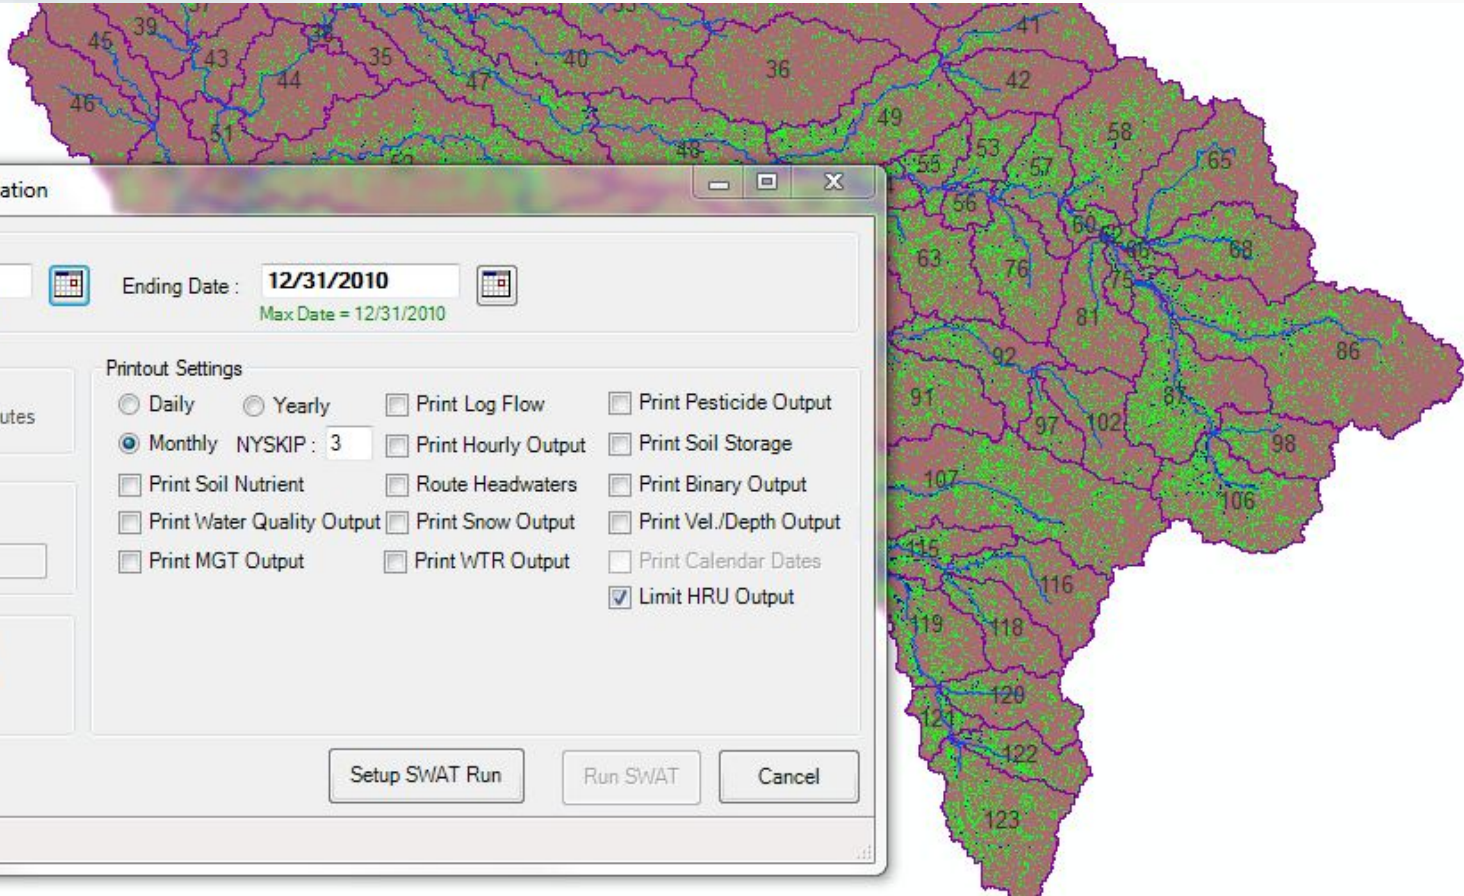 37
39
38
41
45
43
35
40
36
44
47
42
46
49
51
58
48
53
52
55
57
65
ation
56
60
63
76
68
75
Ending Date :
12/31/2010
Max Date = 12/31/2010
81
92
86
Printout Settings
Daily
Yearly
Print Log Flow
Print Pesticide Output
utes
91
87
97
102
Monthly
NYSKIP :
3
Print Hourly Output
Print Soil Storage
98
Print Soil Nutrient
Route Headwaters
Print Binary Output
107
106
Print Water Quality Output
Print Snow Output
Print Vel./Depth Output
Print MGT Output
Print WTR Output
Print Calendar Dates
115
116
Limit HRU Output
119
118
120
121
122
Setup SWAT Run
Run SWAT
Cancel
123